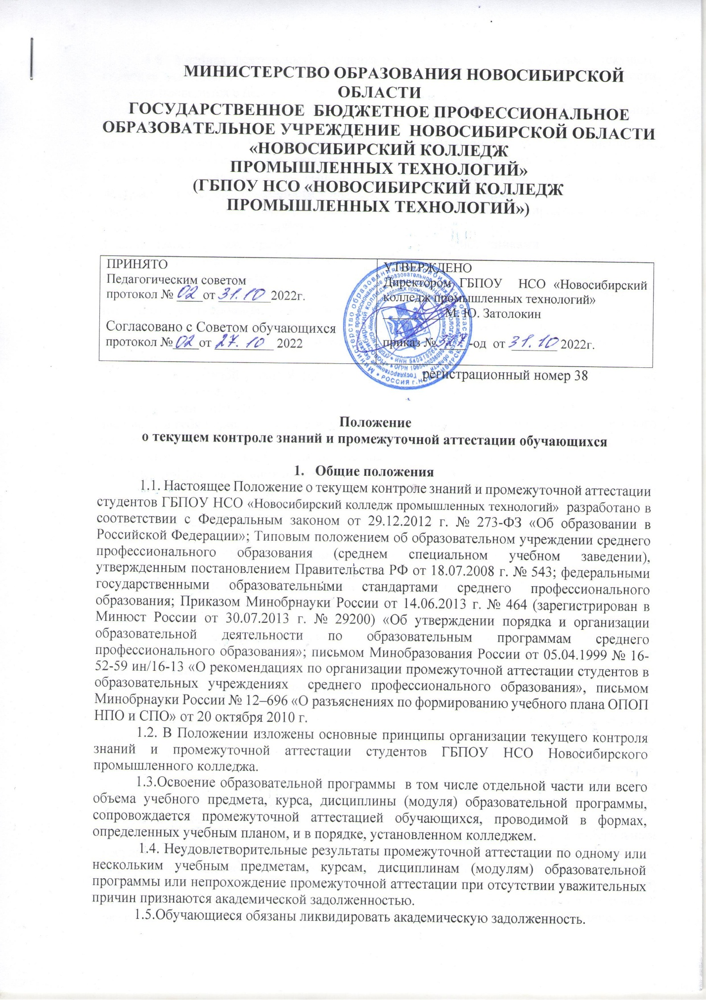 МИНИСТЕРСТВО ОБРАЗОВАНИЯ НОВОСИБИРСКОЙ
ОБЛАСТИ
ГОСУДАРСТВЕННОЕ БЮДЖЕТНОЕ ПРОФЕССИОНАЛЬНОЕ
ОБРАЗОВАТЕЛЬНОЕ УЧРЕЖДЕНИЕ НОВОСИБИРСКОЙ ОБЛАСТИ
«НОВОСИБИРСКИЙ КОЛЛЕДЖ
ПРОМЫШЛЕННЫХ ТЕХНОЛОГИЙ»
(ГБПОУ НСО «НОВОСИБИРСКИЙ КОЛЛЕДЖ
ПРОМЫШЛЕННЫХ ТЕХНОЛОГИЙ»)
ПРИНЯТО
Педагогическим советом
протокол № 02 от 31.10 2022г.
Согласовано с Советом обучающихся
протокол № 02 от 27. 10 2022
УТВЕРЖДЕНО
Директором ГБПОУ НСО «Новосибирский
колледж промышленных технологий»
М. Ю. Затолокин
приказ № -од от 31.10 2022г.
регистрационный номер 38
Положение
о текущем контроле знаний и промежуточной аттестации обучающихся
1. Общие положения
1.1. Настоящее Положение о текущем контроле знаний и промежуточной аттестации
студентов ГБПОУ НСО «Новосибирский колледж промышленных технологий» разработано в
соответствии с Федеральным законом от 29.12.2012 г. № 273-ФЗ «Об образовании в
Российской Федерации»; Типовым положением об образовательном учреждении среднего
профессионального образования (среднем специальном учебном заведении),
утвержденным постановлением Правительства РФ от 18.07.2008 г. № 543; федеральными
государственными образовательными стандартами среднего профессионального
образования; Приказом Минобрнауки России от 14.06.2013 г. № 464 (зарегистрирован в
Минюст России от 30.07.2013 г. № 29200) «Об утверждении порядка и организации
образовательной деятельности по образовательным программам среднего
профессионального образования»; письмом Минобразования России от 05.04.1999 № 16-
52-59 ин/16-13 «О рекомендациях по организации промежуточной аттестации студентов в
образовательных учреждениях среднего профессионального образования», письмом
Минобрнауки России № 12–696 «О разъяснениях по формированию учебного плана ОПОП
НПО и СПО» от 20 октября 2010 г.
1.2. В Положении изложены основные принципы организации текущего контроля
знаний и промежуточной аттестации студентов ГБПОУ НСО Новосибирского
промышленного колледжа.
1.3.Освоение образовательной программы в том числе отдельной части или всего
объема учебного предмета, курса, дисциплины (модуля) образовательной программы,
сопровождается промежуточной аттестацией обучающихся, проводимой в формах,
определенных учебным планом, и в порядке, установленном колледжем.
1.4. Неудовлетворительные результаты промежуточной аттестации по одному или
нескольким учебным предметам, курсам, дисциплинам (модулям) образовательной
программы или непрохождение промежуточной аттестации при отсутствии уважительных
причин признаются академической задолженностью.
1.5.Обучающиеся обязаны ликвидировать академическую задолженность.